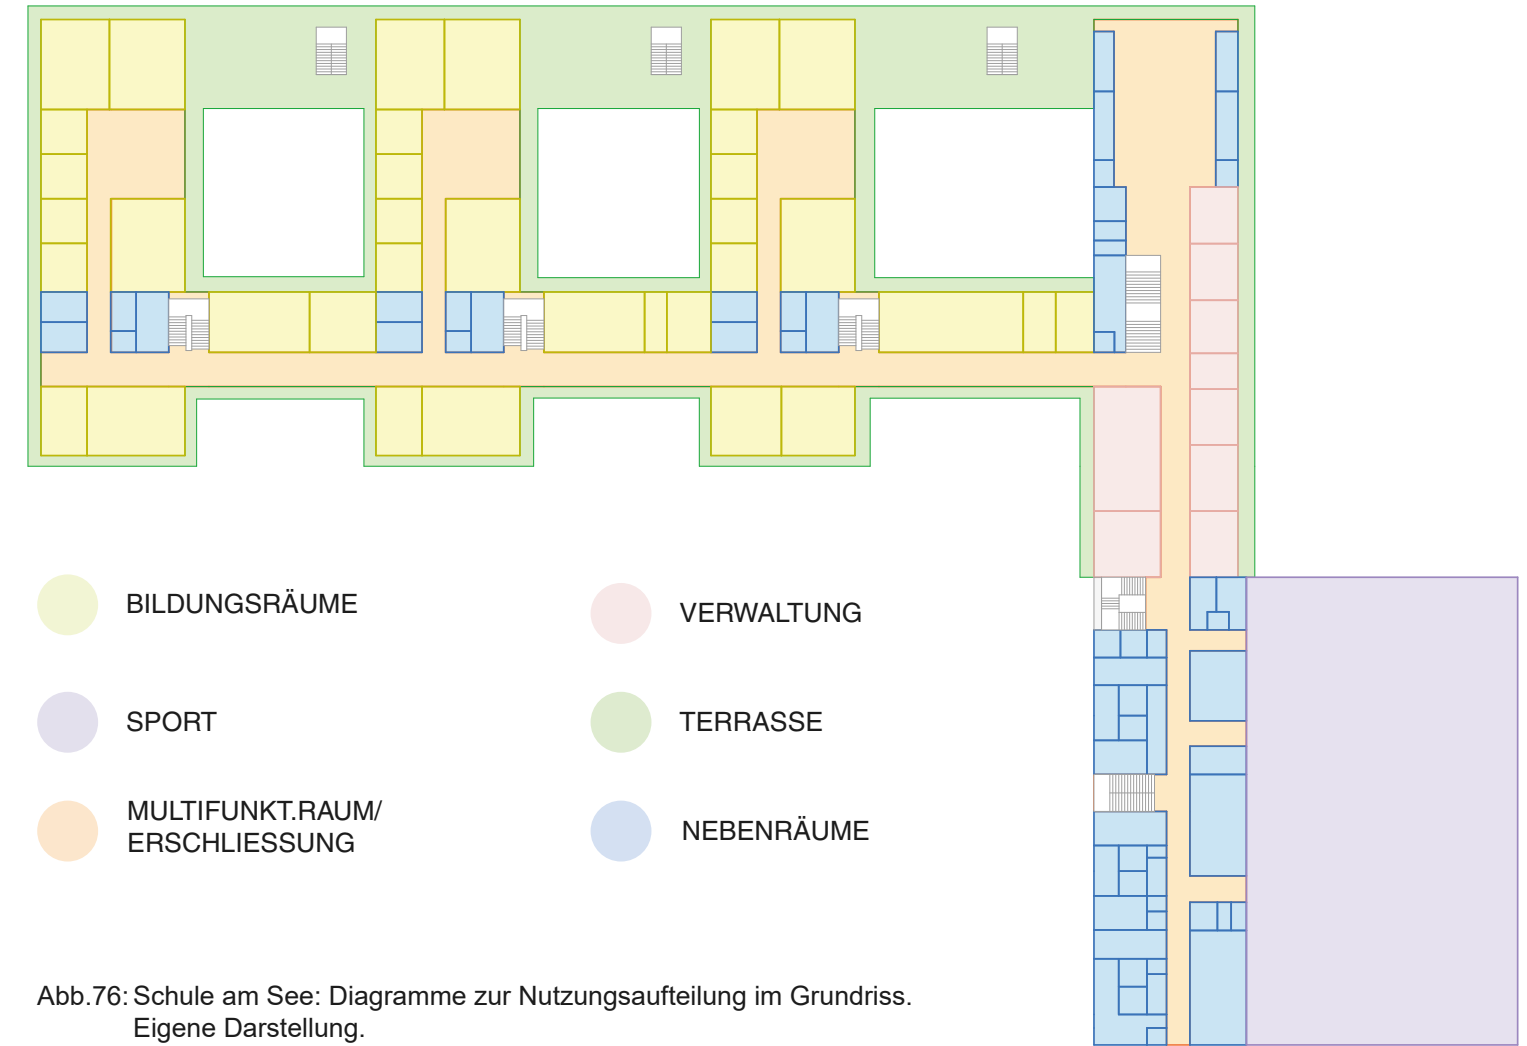 BILDUNGSRÄUME
VERWALTUNG
SPORT
TERRASSE
MULTIFUNKT.RAUM/
ERSCHLIESSUNG
NEBENRÄUME
Abb.76: Schule am See: Diagramme zur Nutzungsaufteilung im Grundriss.
Eigene Darstellung.